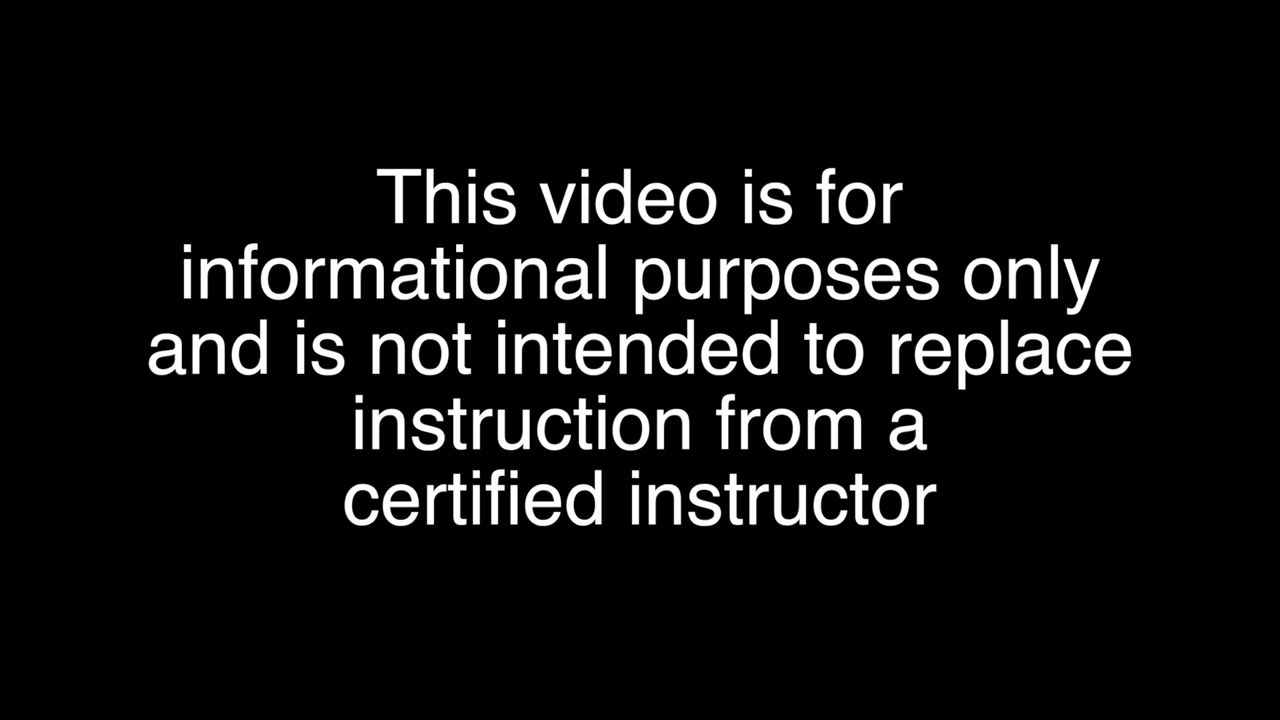 This video is for
informational purposes only
and is not intended to replace
instruction from a
certified instructor